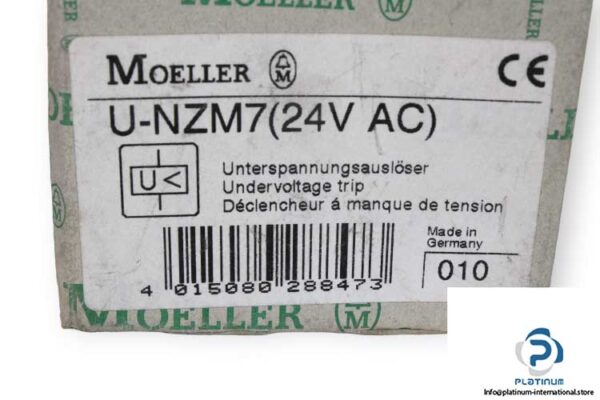 MOELLER
CE
U-NZM7(24V AC)
U<
Unterspannungsauslöser
Undervoltage trip
Déclencheur á manque de tension
Made in
Germany
010
4 015080 288473
MOELLER
PLATINUM
Info@platinum-international.store